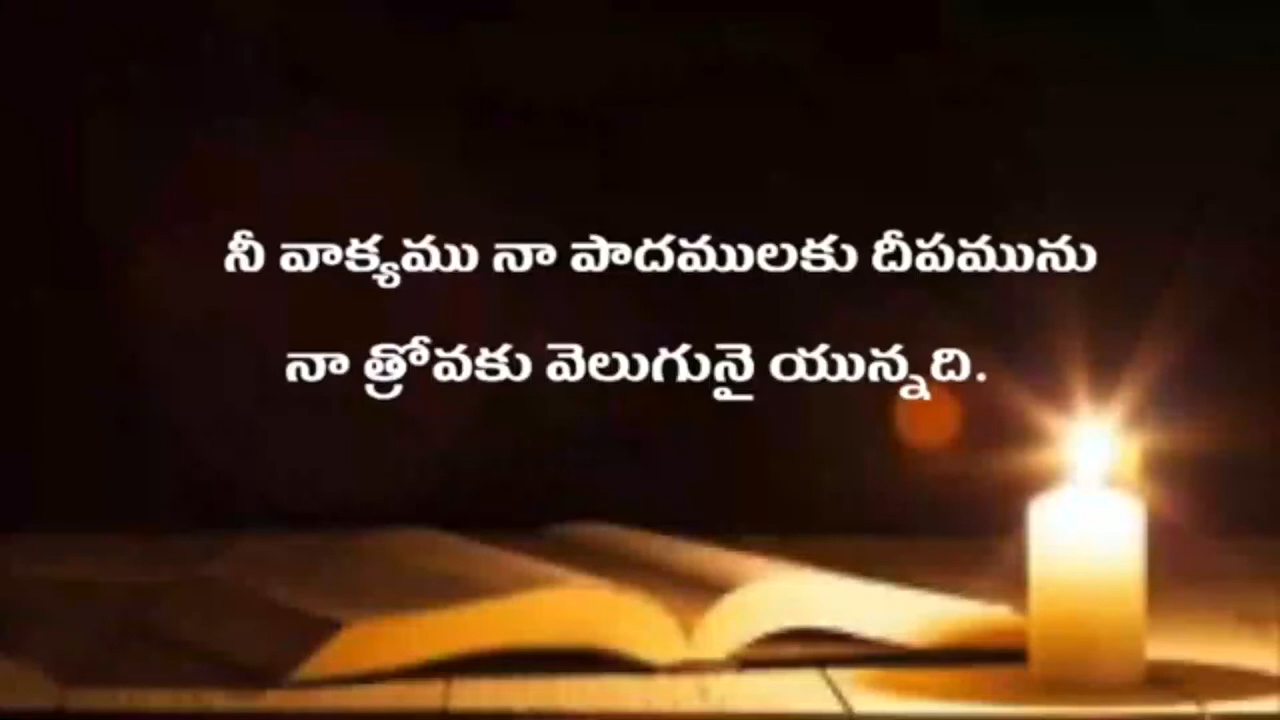 నీ వాక్యము నా పాదములకు దీపమును
నా త్రోవకు వెలుగునై యున్నది.